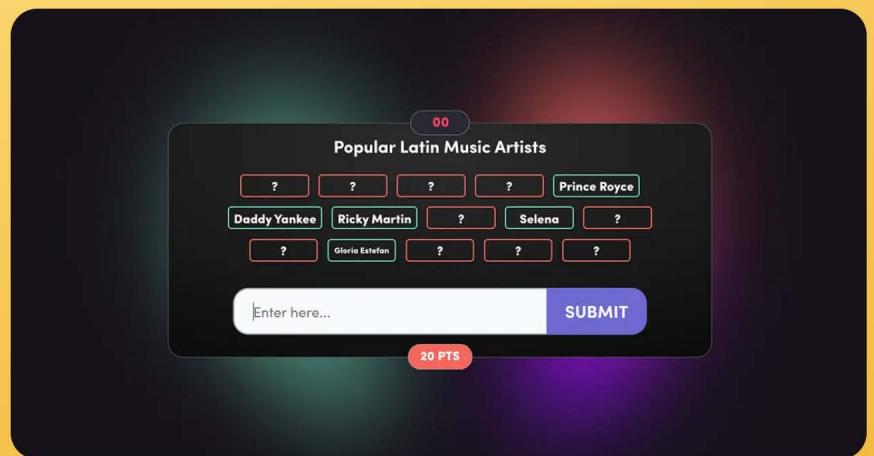 00
Popular Latin Music Artists
? ? ? ? Prince Royce
Daddy Yankee Ricky Martin ? Selena ?
? Gloria Estefan ? ? ?
Enter here... SUBMIT
20 PTS